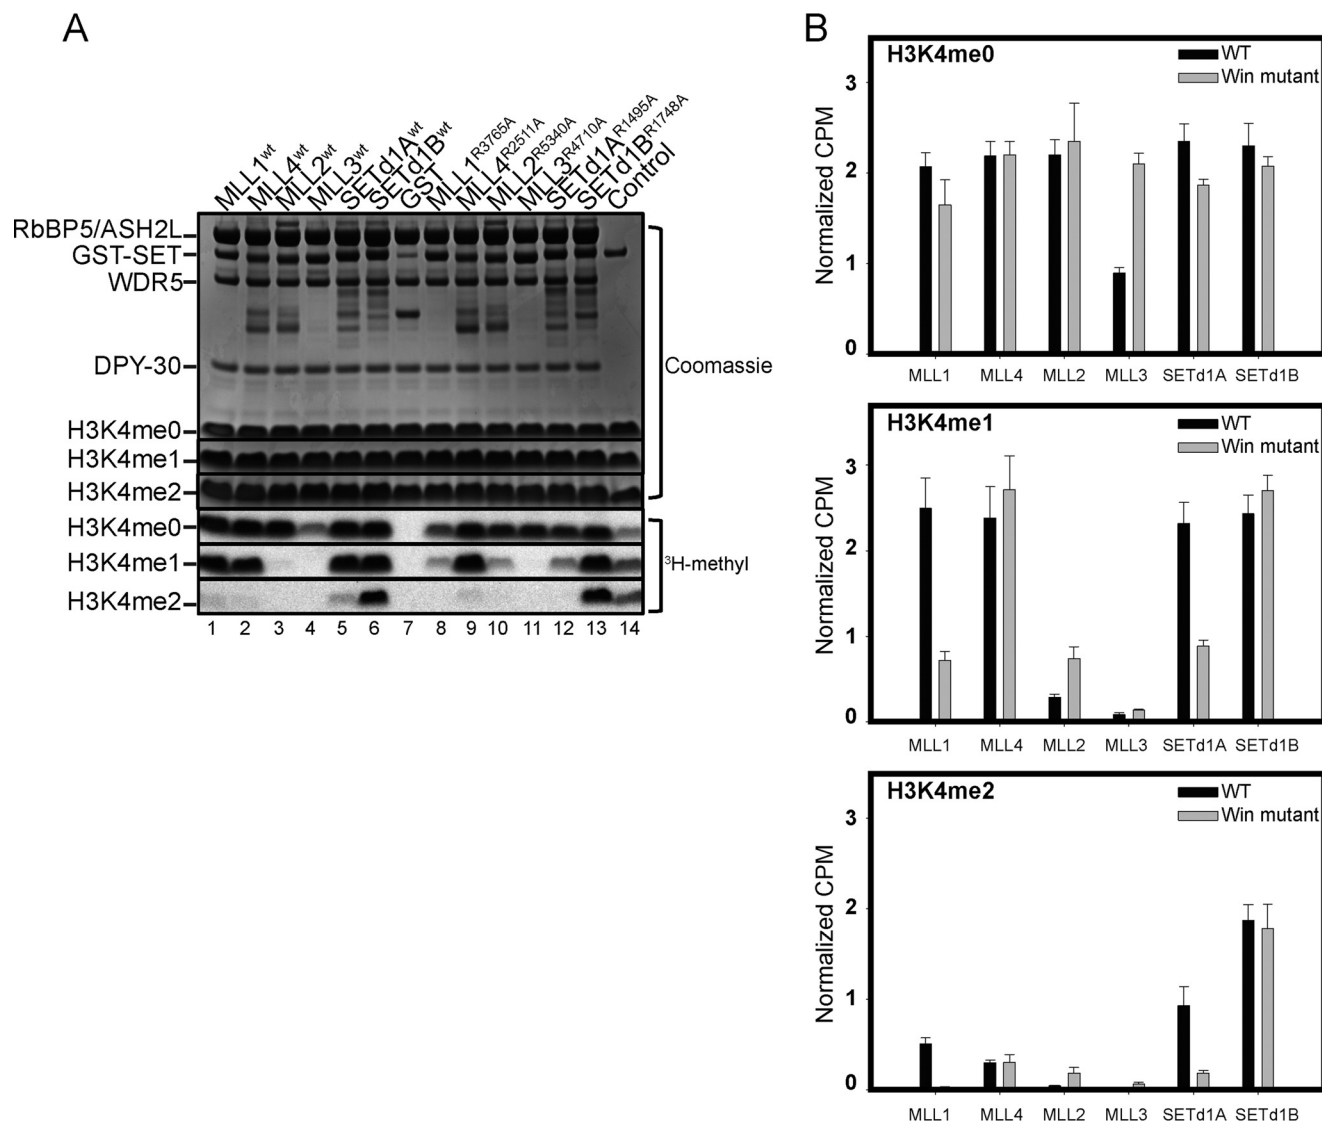 A
MLL1wt
MLL4wt
MLL2wt
MLL3wt
SETd1Awt
SETd1Bwt
GST
MLL1R3765A
MLL4R2511A
MLL2R5340A
MLL3R4710A
SETd1AR1495A
SETd1BR1748A
Control
RbBP5/ASH2L
GST-SET
WDR5
DPY-30
H3K4me0
H3K4me1
H3K4me2
Coomassie
H3K4me0
H3K4me1
H3K4me2
3H-methyl
1 2 3 4 5 6 7 8 9 10 11 12 13 14
B
H3K4me0
WT
Win mutant
Normalized CPM
3
2
1
0
MLL1 MLL4 MLL2 MLL3 SETd1A SETd1B
H3K4me1
WT
Win mutant
Normalized CPM
3
2
1
0
MLL1 MLL4 MLL2 MLL3 SETd1A SETd1B
H3K4me2
WT
Win mutant
Normalized CPM
3
2
1
0
MLL1 MLL4 MLL2 MLL3 SETd1A SETd1B